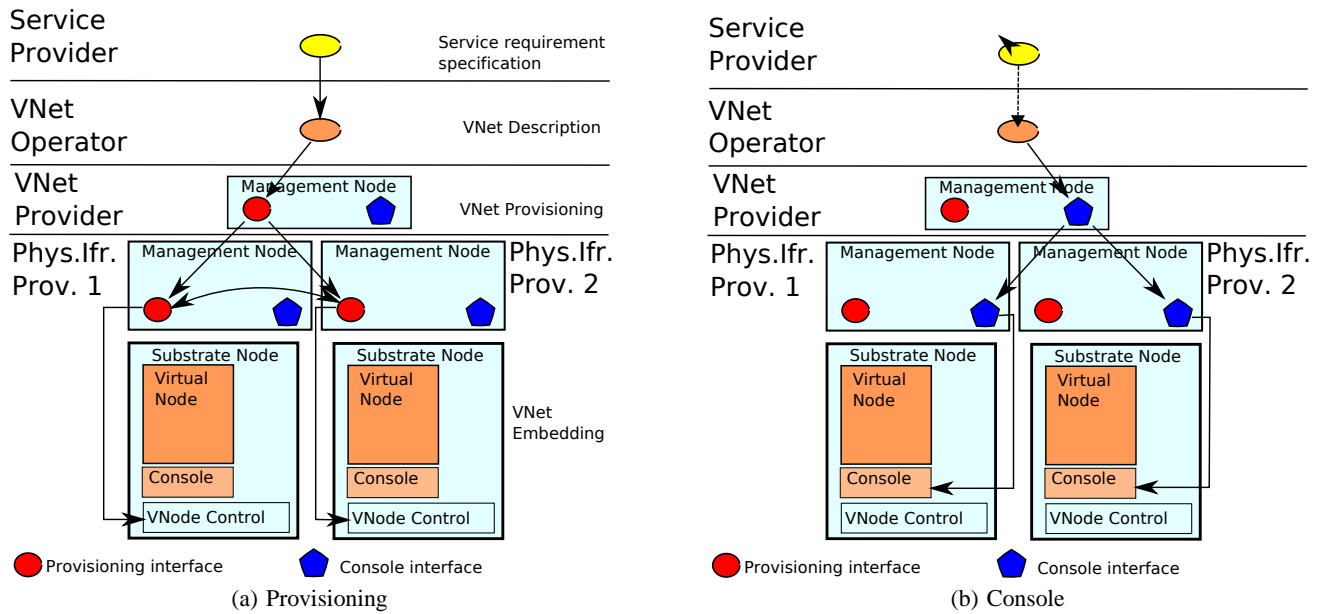 Service
Provider
Service requirement
specification
VNet
Operator
VNet Description
VNet
Provider
Management Node
VNet Provisioning
Phys.Ifr.
Prov. 1
Management Node
Management Node
Phys.Ifr.
Prov. 2
Substrate Node
Virtual
Node
Console
VNode Control
Substrate Node
Virtual
Node
Console
VNode Control
VNet
Embedding
Provisioning interface
Console interface
(a) Provisioning
Service
Provider
VNet
Operator
VNet
Provider
Management Node
Phys.Ifr.
Prov. 1
Management Node
Management Node
Phys.Ifr.
Prov. 2
Substrate Node
Virtual
Node
Console
VNode Control
Substrate Node
Virtual
Node
Console
VNode Control
Provisioning interface
Console interface
(b) Console